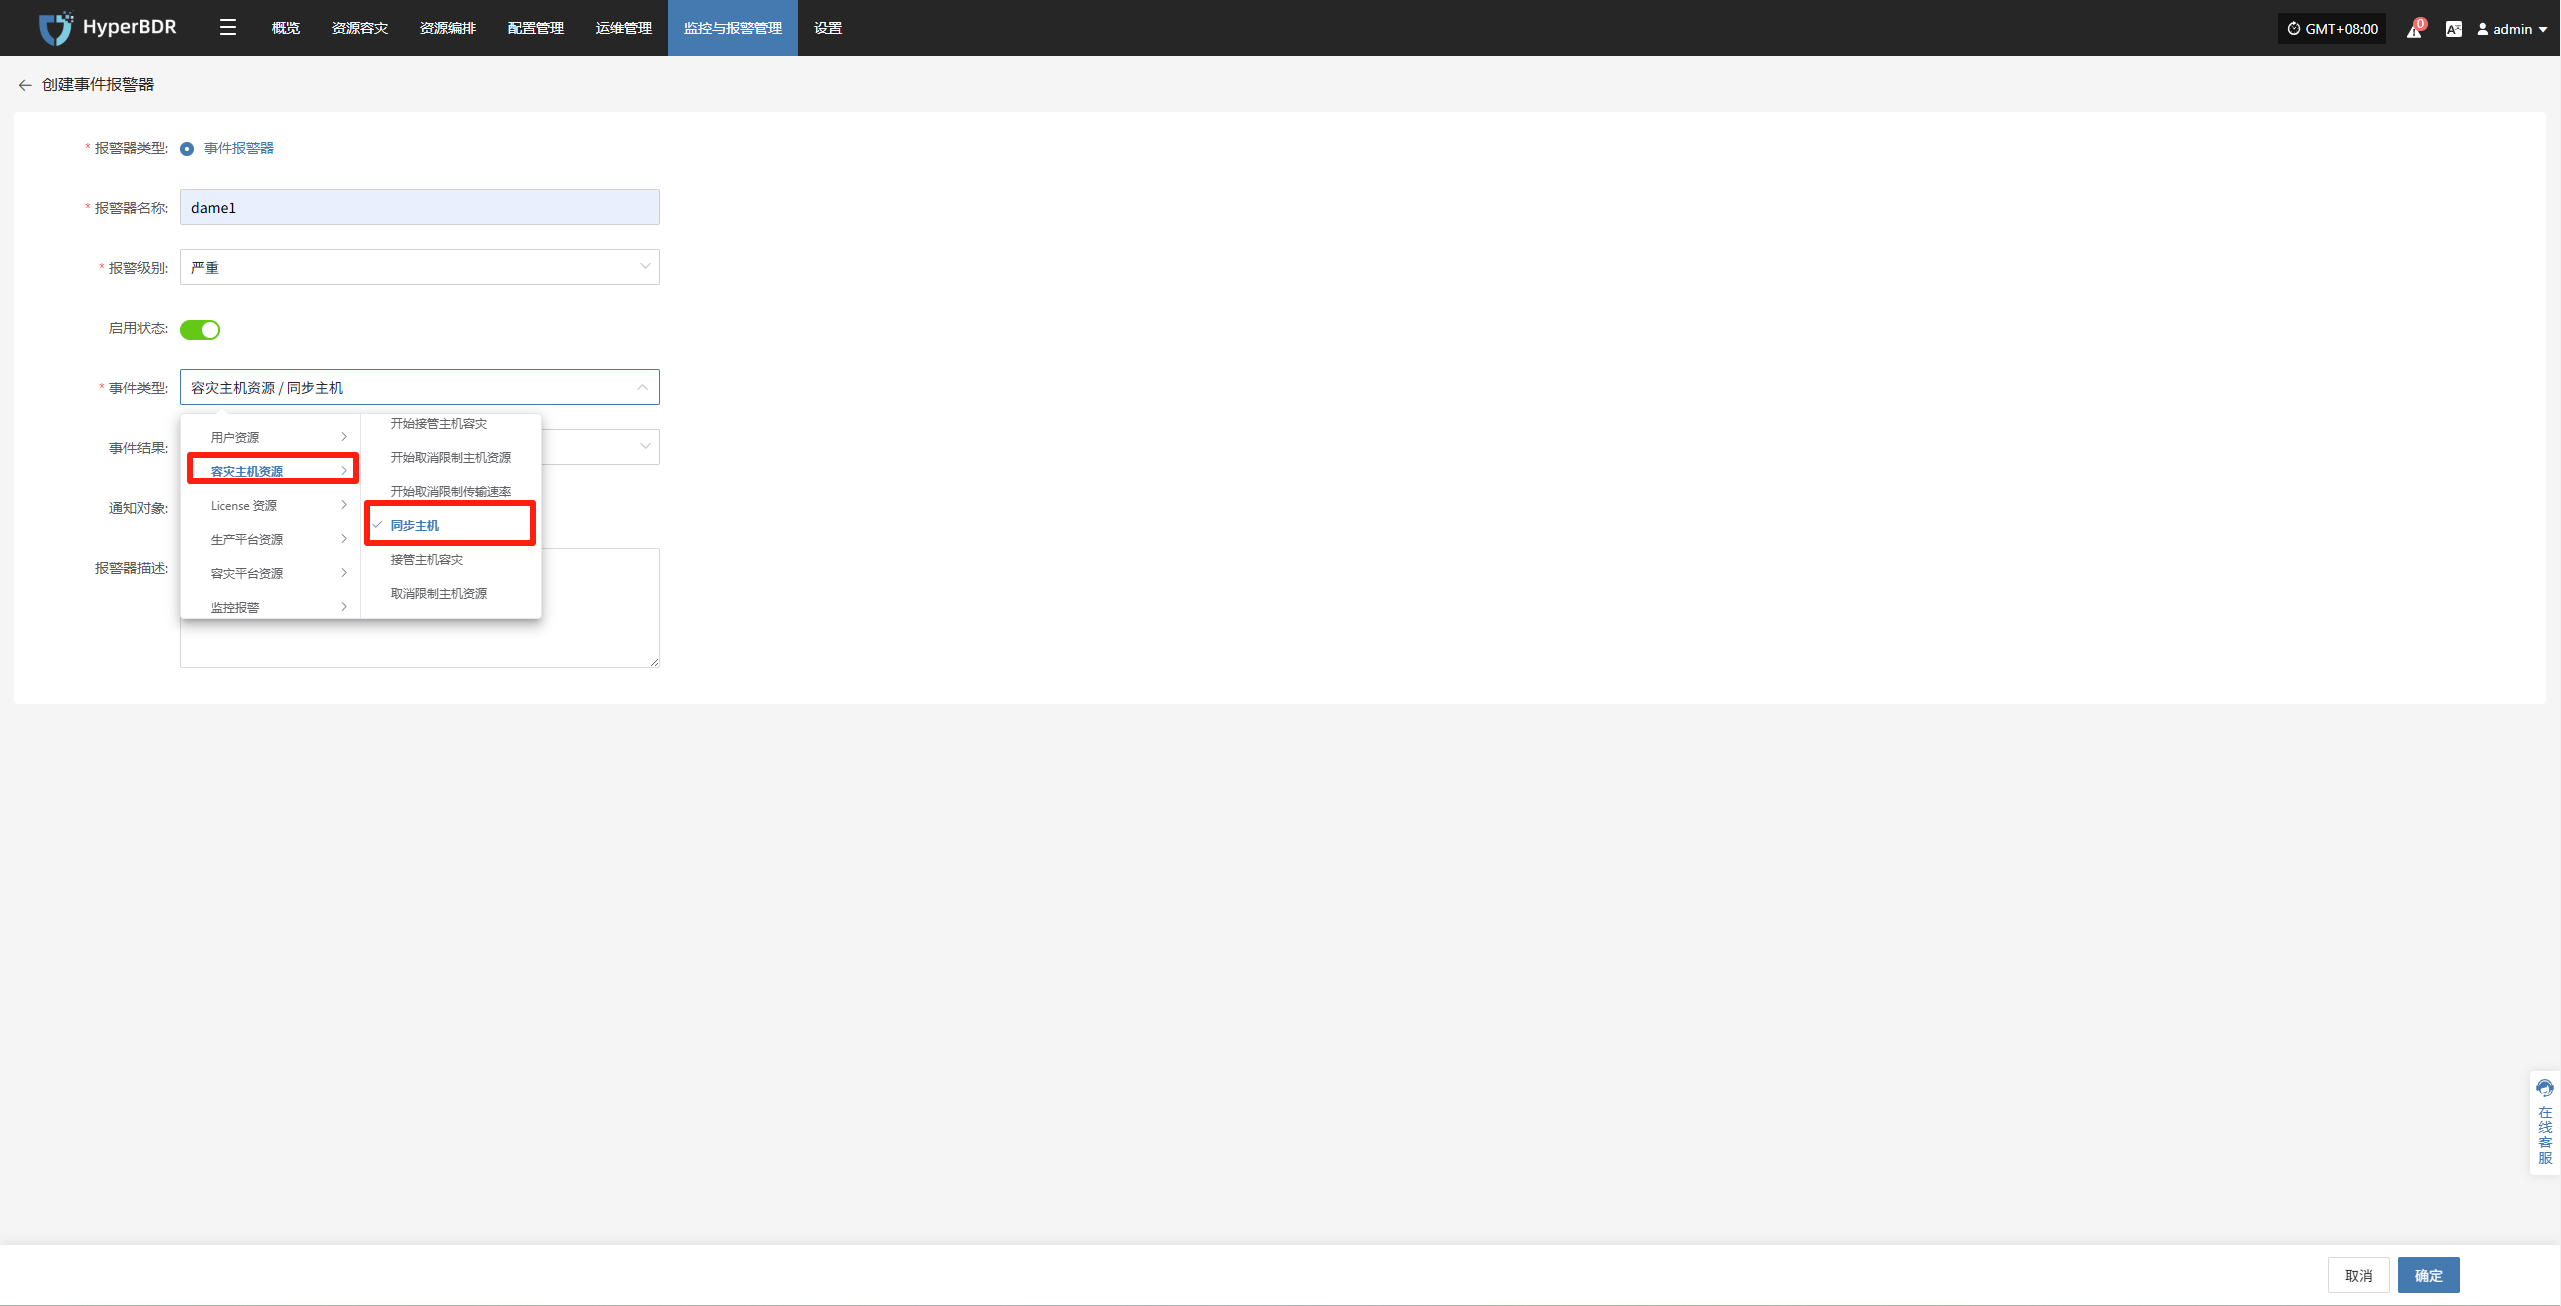 HyperBDR 概览 资源容灾 资源编排 配置管理 运维管理 监控与报警管理 设置 GMT+08:00 0 admin
创建事件报警器
* 报警器类型: 事件报警器
* 报警器名称: dame1
* 报警级别: 严重
启用状态:
* 事件类型: 容灾主机资源 / 同步主机
事件结果:
通知对象:
报警器描述:
用户资源
容灾主机资源
License 资源
生产平台资源
容灾平台资源
监控报警
开始接管主机容灾
开始取消限制主机资源
开始取消限制传输速率
同步主机
接管主机容灾
取消限制主机资源
在线客服
取消 确定